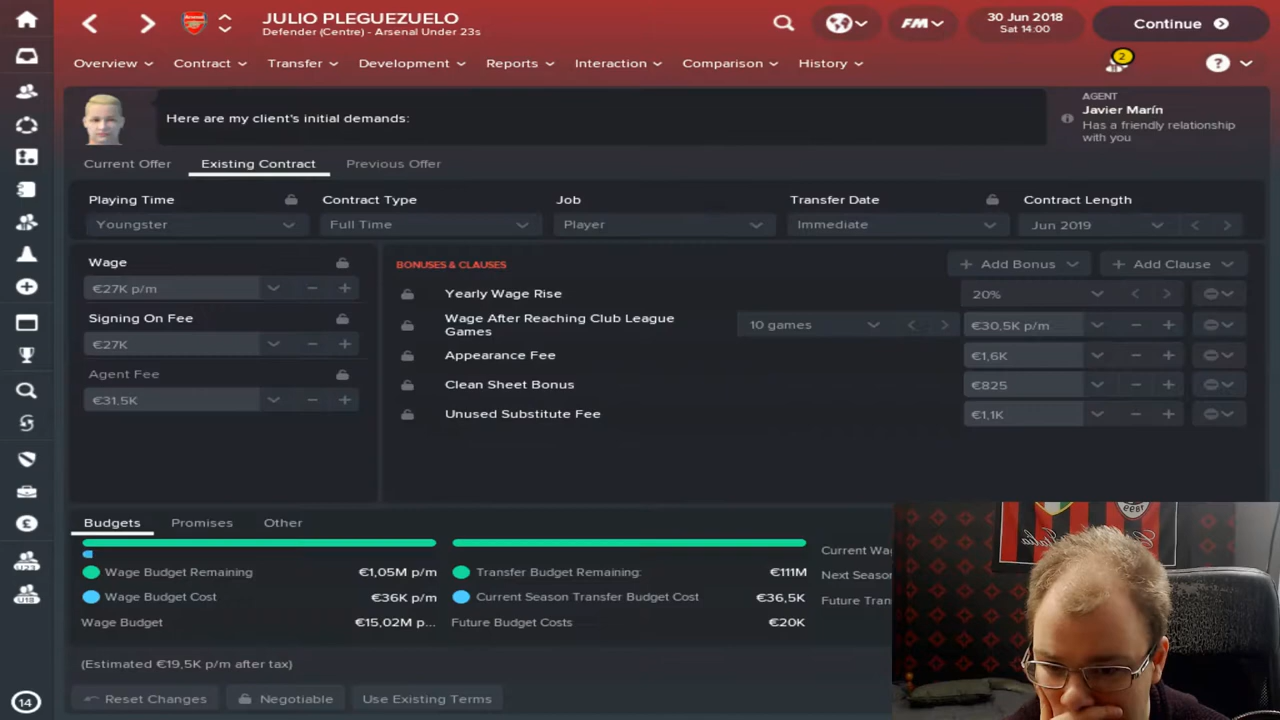 JULIO PLEGUEZUELO
Defender (Centre) - Arsenal Under 23s
FM
30 Jun 2018
Sat 14:00
Continue
Overview
Contract
Transfer
Development
Reports
Interaction
Comparison
History
2
?
Here are my client's initial demands:
AGENT
Javier Marín
Has a friendly relationship
with you
Current Offer
Existing Contract
Previous Offer
Playing Time
Contract Type
Job
Transfer Date
Contract Length
Youngster
Full Time
Player
Immediate
Jun 2019
Wage
€27K p/m
Signing On Fee
€27K
Agent Fee
€31,5K
BONUSES & CLAUSES
Add Bonus
Add Clause
Yearly Wage Rise
20%
Wage After Reaching Club League
Games
10 games
€30,5K p/m
Appearance Fee
€1,6K
Clean Sheet Bonus
€825
Unused Substitute Fee
€1,1K
Budgets
Promises
Other
Wage Budget Remaining
€1,05M p/m
Transfer Budget Remaining:
€111M
Current Wa
Wage Budget Cost
€36K p/m
Current Season Transfer Budget Cost
€36,5K
Next Season
Wage Budget
€15,02M p...
Future Budget Costs
€20K
Future Tran
(Estimated €19,5K p/m after tax)
Reset Changes
Negotiable
Use Existing Terms
U23
U18
14